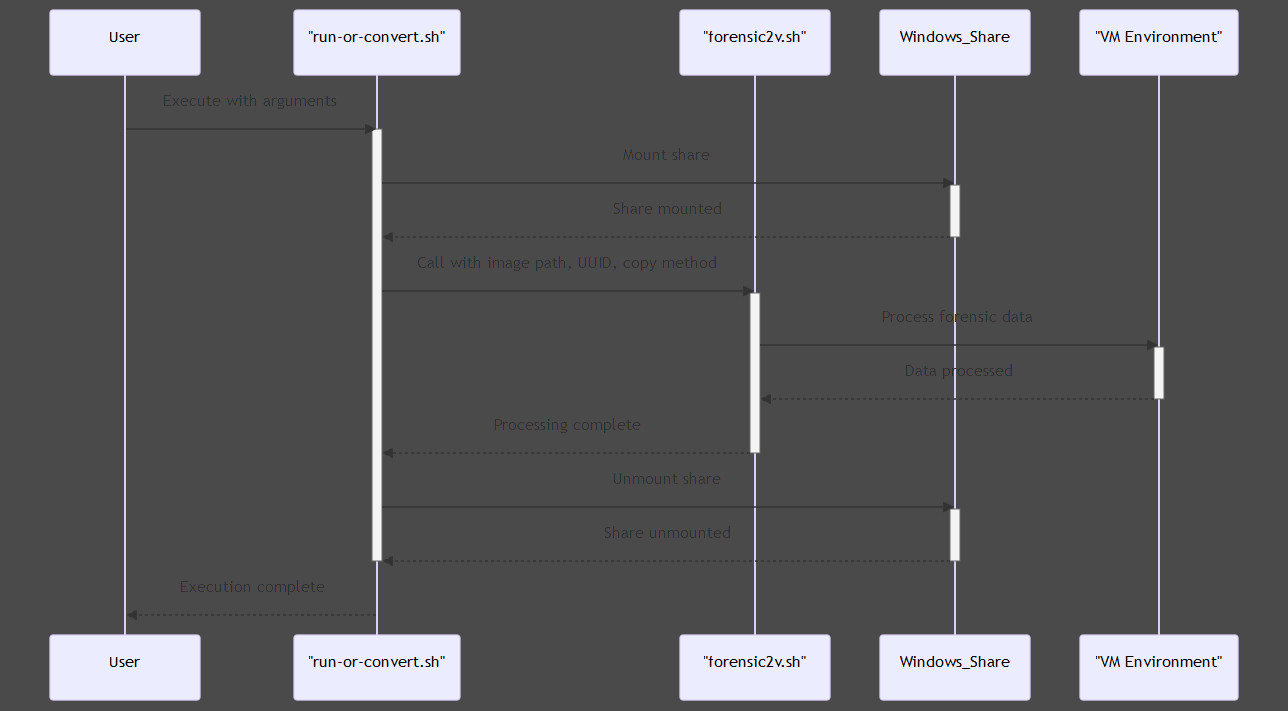 User
"run-or-convert.sh"
"forensic2v.sh"
Windows_Share
"VM Environment"
Execute with arguments
Mount share
Share mounted
Call with image path, UUID, copy method
Process forensic data
Data processed
Processing complete
Unmount share
Share unmounted
Execution complete
User
"run-or-convert.sh"
"forensic2v.sh"
Windows_Share
"VM Environment"